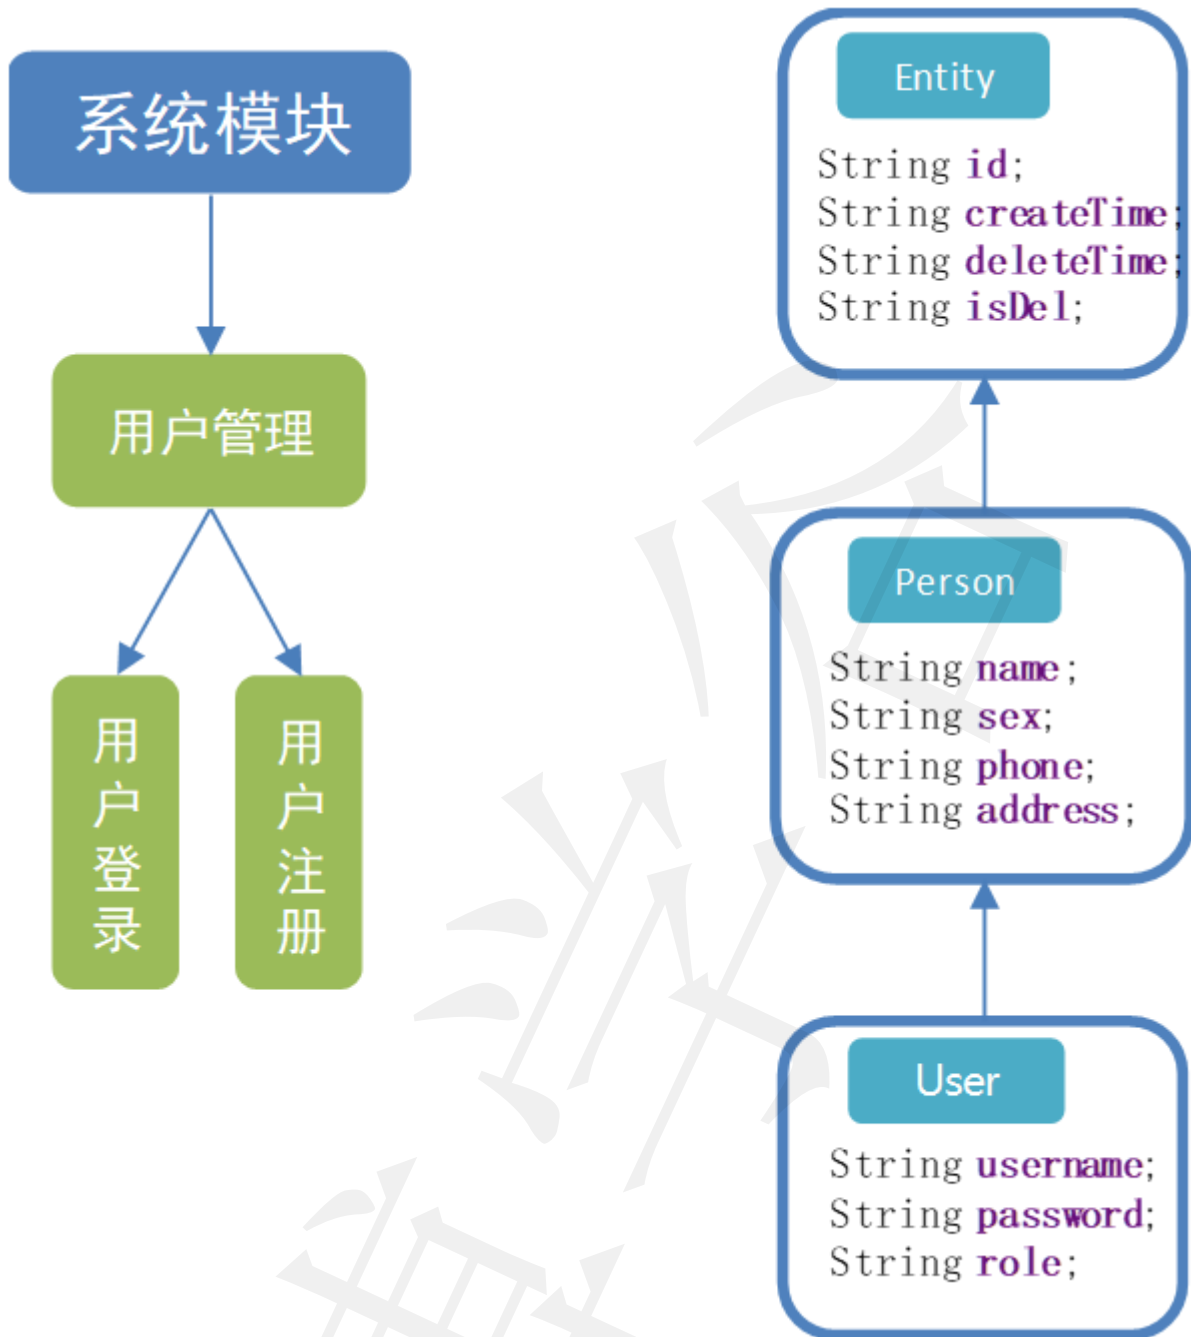 系统模块
用户管理
用户登录
用户注册
Entity
String id;
String createTime;
String deleteTime;
String isDel;
Person
String name;
String sex;
String phone;
String address;
User
String username;
String password;
String role;